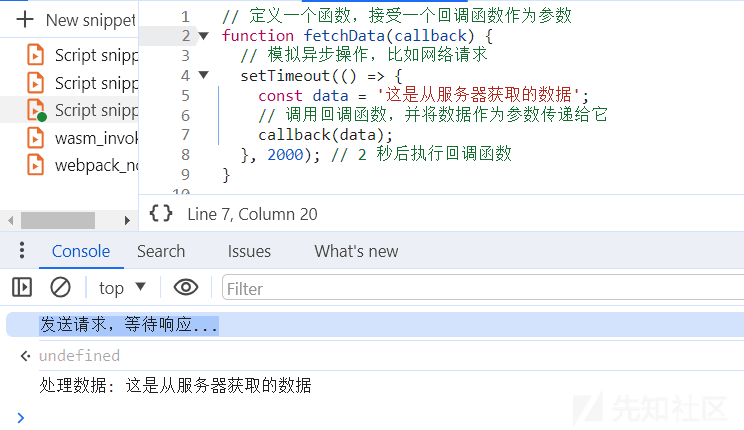 New snippet
Script snipp
Script snipp
Script snipp
wasm_invok
webpack_no
1 // 定义一个函数，接受一个回调函数作为参数
2 function fetchData(callback) {
3 // 模拟异步操作，比如网络请求
4 setTimeout(() => {
5 const data = '这是从服务器获取的数据';
6 // 调用回调函数，并将数据作为参数传递给它
7 callback(data);
8 }, 2000); // 2 秒后执行回调函数
9 }
10
{} Line 7, Column 20
Console Search Issues What's new
top Filter
发送请求，等待响应...
undefined
处理数据: 这是从服务器获取的数据
先知社区